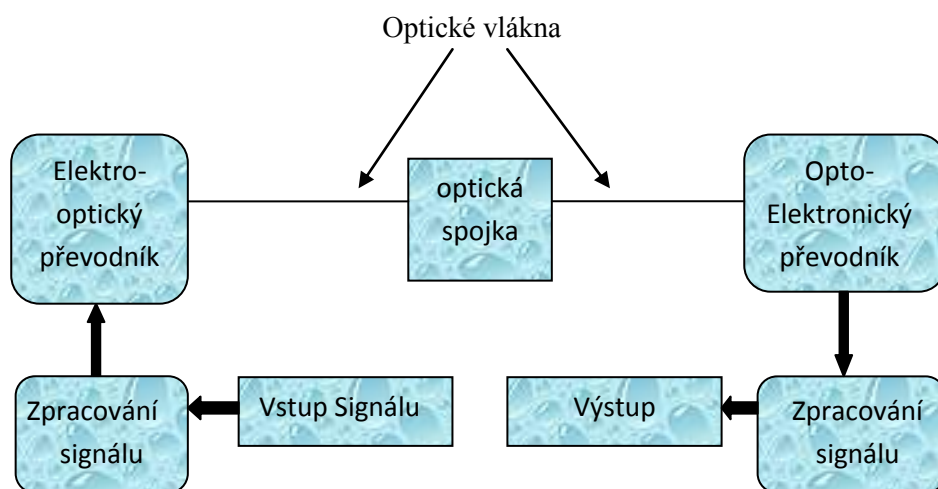 Optické vlákna
Elektro-
optický
převodník
optická
spojka
Opto-
Elektronický
převodník
Zpracování
signálu
Vstup Signálu
Výstup
Zpracování
signálu